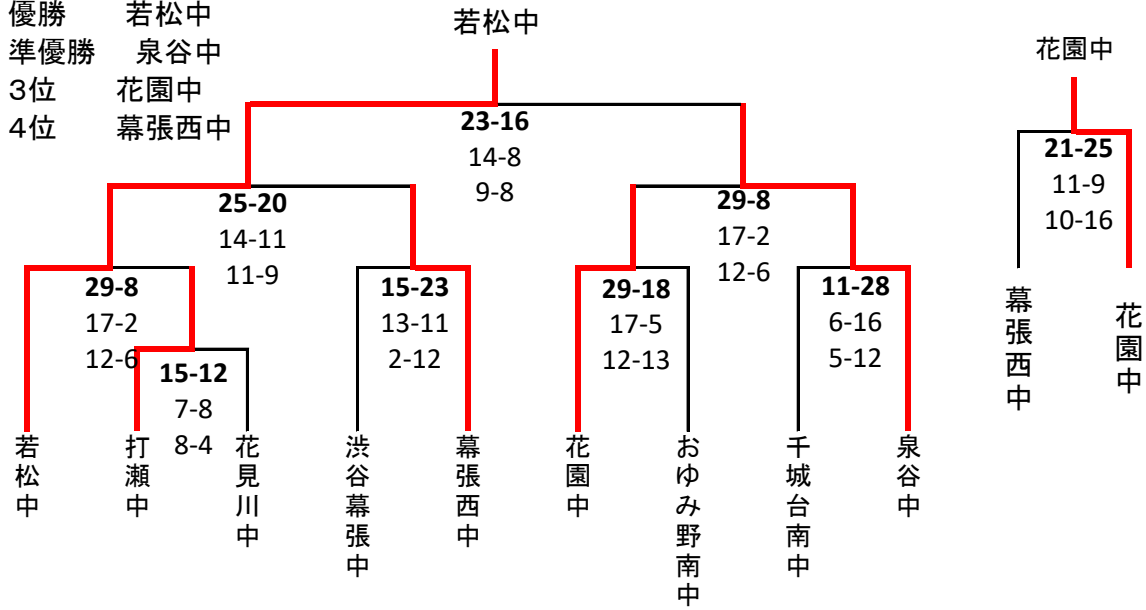 優勝 若松中
準優勝 泉谷中
3位 花園中
4位 幕張西中
若松中
花園中
23-16
14-8
9-8
21-25
11-9
10-16
25-20
14-11
11-9
29-8
17-2
12-6
29-8
17-2
12-6
15-12
7-8
8-4
15-23
13-11
2-12
29-18
17-5
12-13
11-28
6-16
5-12
若松中
打瀬中
花見川中
渋谷幕張中
幕張西中
花園中
おゆみ野南中
千城台南中
泉谷中
幕張西中
花園中